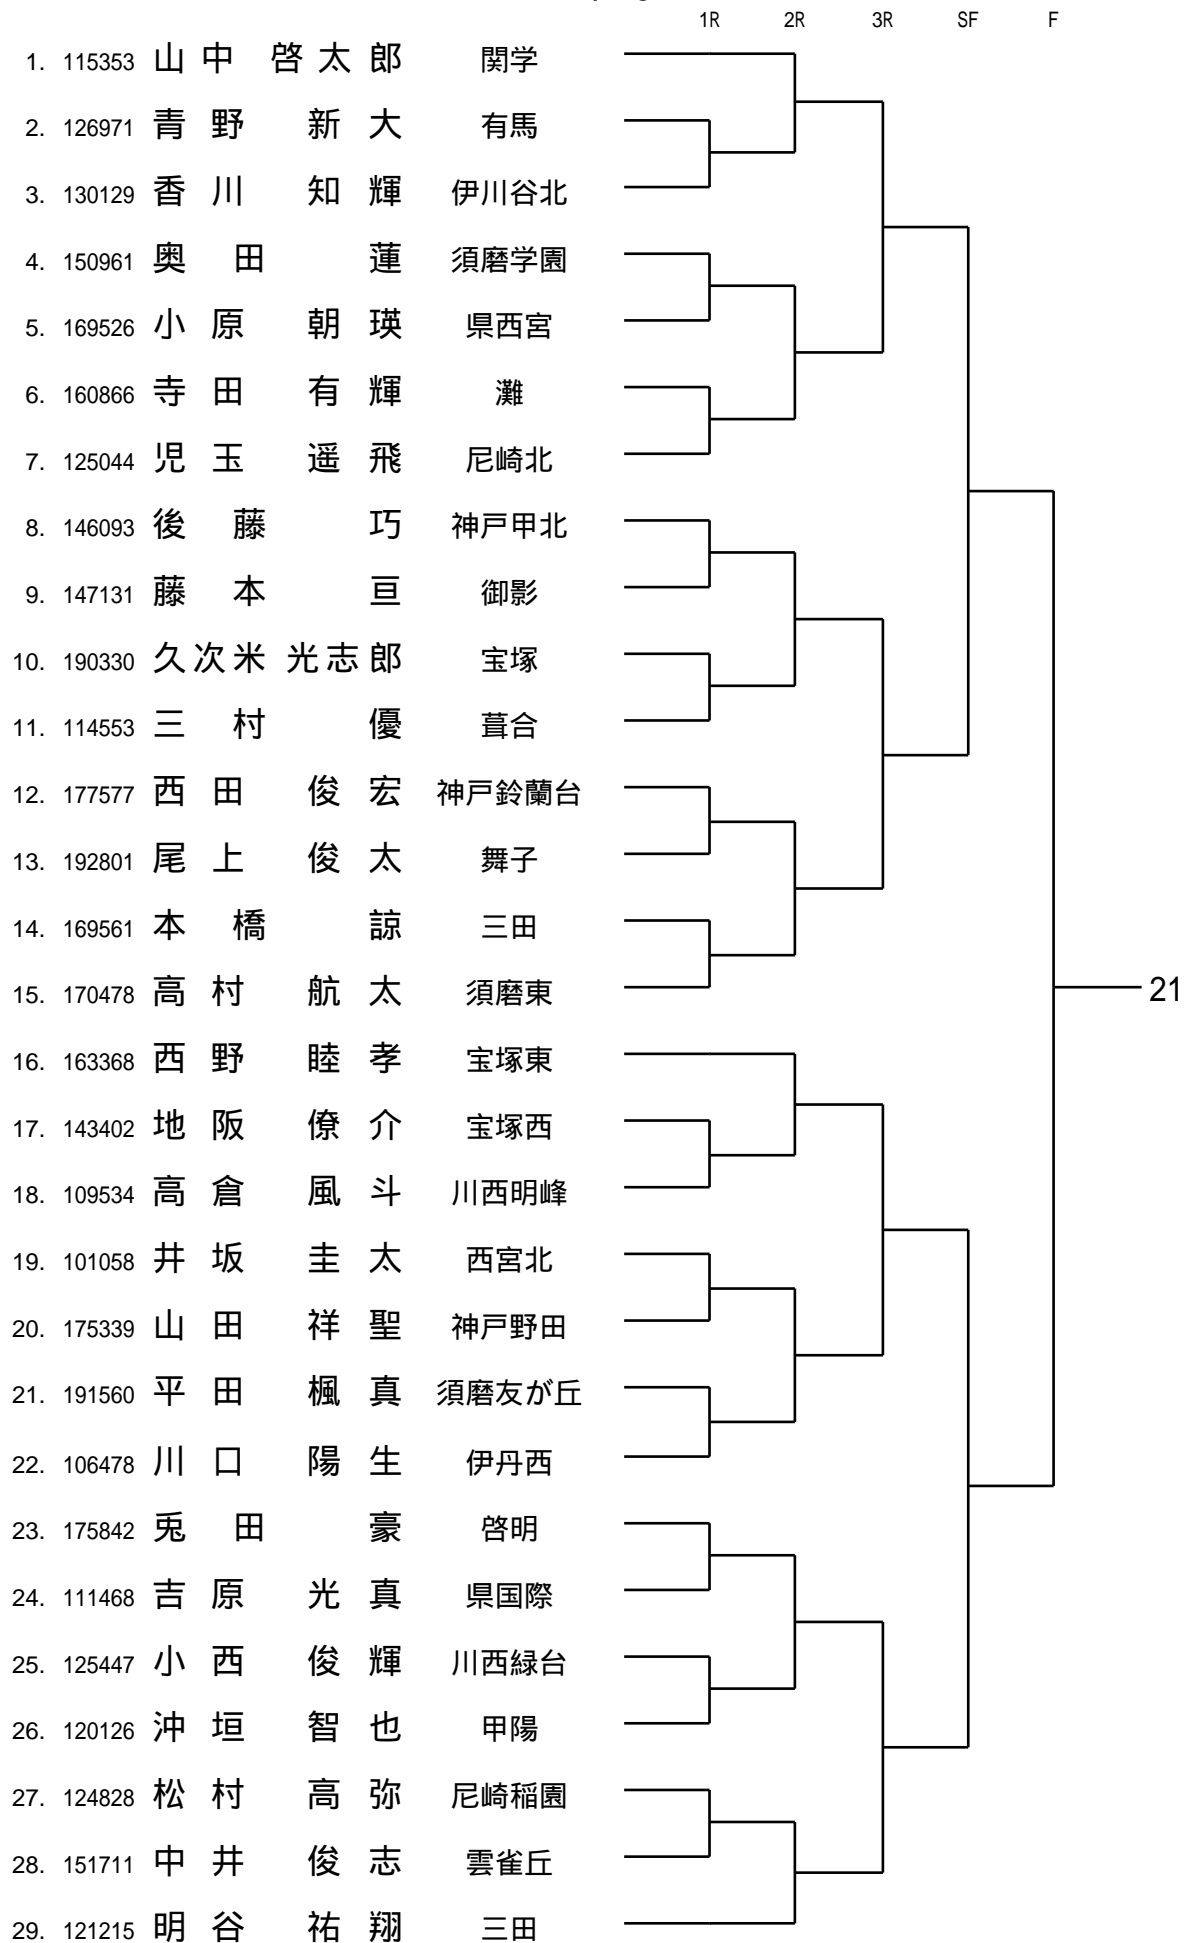 1R 2R 3R SF F
1. 115353 山中 啓太郎 関学
2. 126971 青野 新大 有馬
3. 130129 香川 知輝 伊川谷北
4. 150961 奥田 蓮 須磨学園
5. 169526 小原 朝瑛 県西宮
6. 160866 寺田 有輝 灘
7. 125044 児玉 遥飛 尼崎北
8. 146093 後藤 巧 神戸甲北
9. 147131 藤本 亘 御影
10. 190330 久次米 光志郎 宝塚
11. 114553 三村 優 葺合
12. 177577 西田 俊宏 神戸鈴蘭台
13. 192801 尾上 俊太 舞子
14. 169561 本橋 諒 三田
15. 170478 高村 航太 須磨東
21
16. 163368 西野 睦孝 宝塚東
17. 143402 地阪 僚介 宝塚西
18. 109534 高倉 風斗 川西明峰
19. 101058 井坂 圭太 西宮北
20. 175339 山田 祥聖 神戸野田
21. 191560 平田 楓真 須磨友が丘
22. 106478 川口 陽生 伊丹西
23. 175842 兎田 豪 啓明
24. 111468 吉原 光真 県国際
25. 125447 小西 俊輝 川西緑台
26. 120126 沖垣 智也 甲陽
27. 124828 松村 高弥 尼崎稲園
28. 151711 中井 俊志 雲雀丘
29. 121215 明谷 祐翔 三田